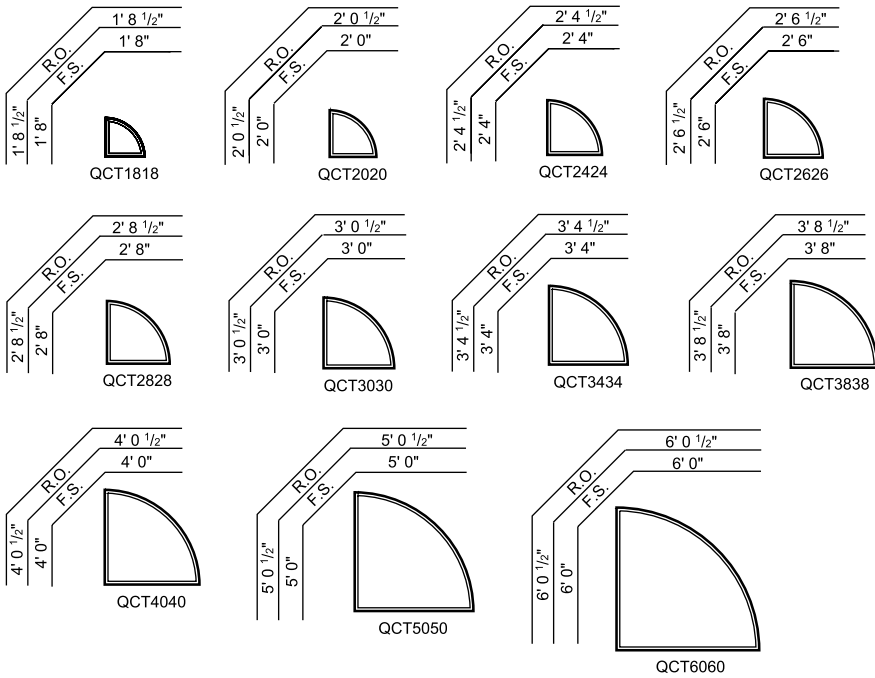 1' 8 1/2"
1' 8"
R.O.
F.S.
1' 8 1/2"
1' 8"
QCT1818
2' 0 1/2"
2' 0"
R.O.
F.S.
2' 0 1/2"
2' 0"
QCT2020
2' 4 1/2"
2' 4"
R.O.
F.S.
2' 4 1/2"
2' 4"
QCT2424
2' 6 1/2"
2' 6"
R.O.
F.S.
2' 6 1/2"
2' 6"
QCT2626
2' 8 1/2"
2' 8"
R.O.
F.S.
2' 8 1/2"
2' 8"
QCT2828
3' 0 1/2"
3' 0"
R.O.
F.S.
3' 0 1/2"
3' 0"
QCT3030
3' 4 1/2"
3' 4"
R.O.
F.S.
3' 4 1/2"
3' 4"
QCT3434
3' 8 1/2"
3' 8"
R.O.
F.S.
3' 8 1/2"
3' 8"
QCT3838
4' 0 1/2"
4' 0"
R.O.
F.S.
4' 0 1/2"
4' 0"
QCT4040
5' 0 1/2"
5' 0"
R.O.
F.S.
5' 0 1/2"
5' 0"
QCT5050
6' 0 1/2"
6' 0"
R.O.
F.S.
6' 0 1/2"
6' 0"
QCT6060